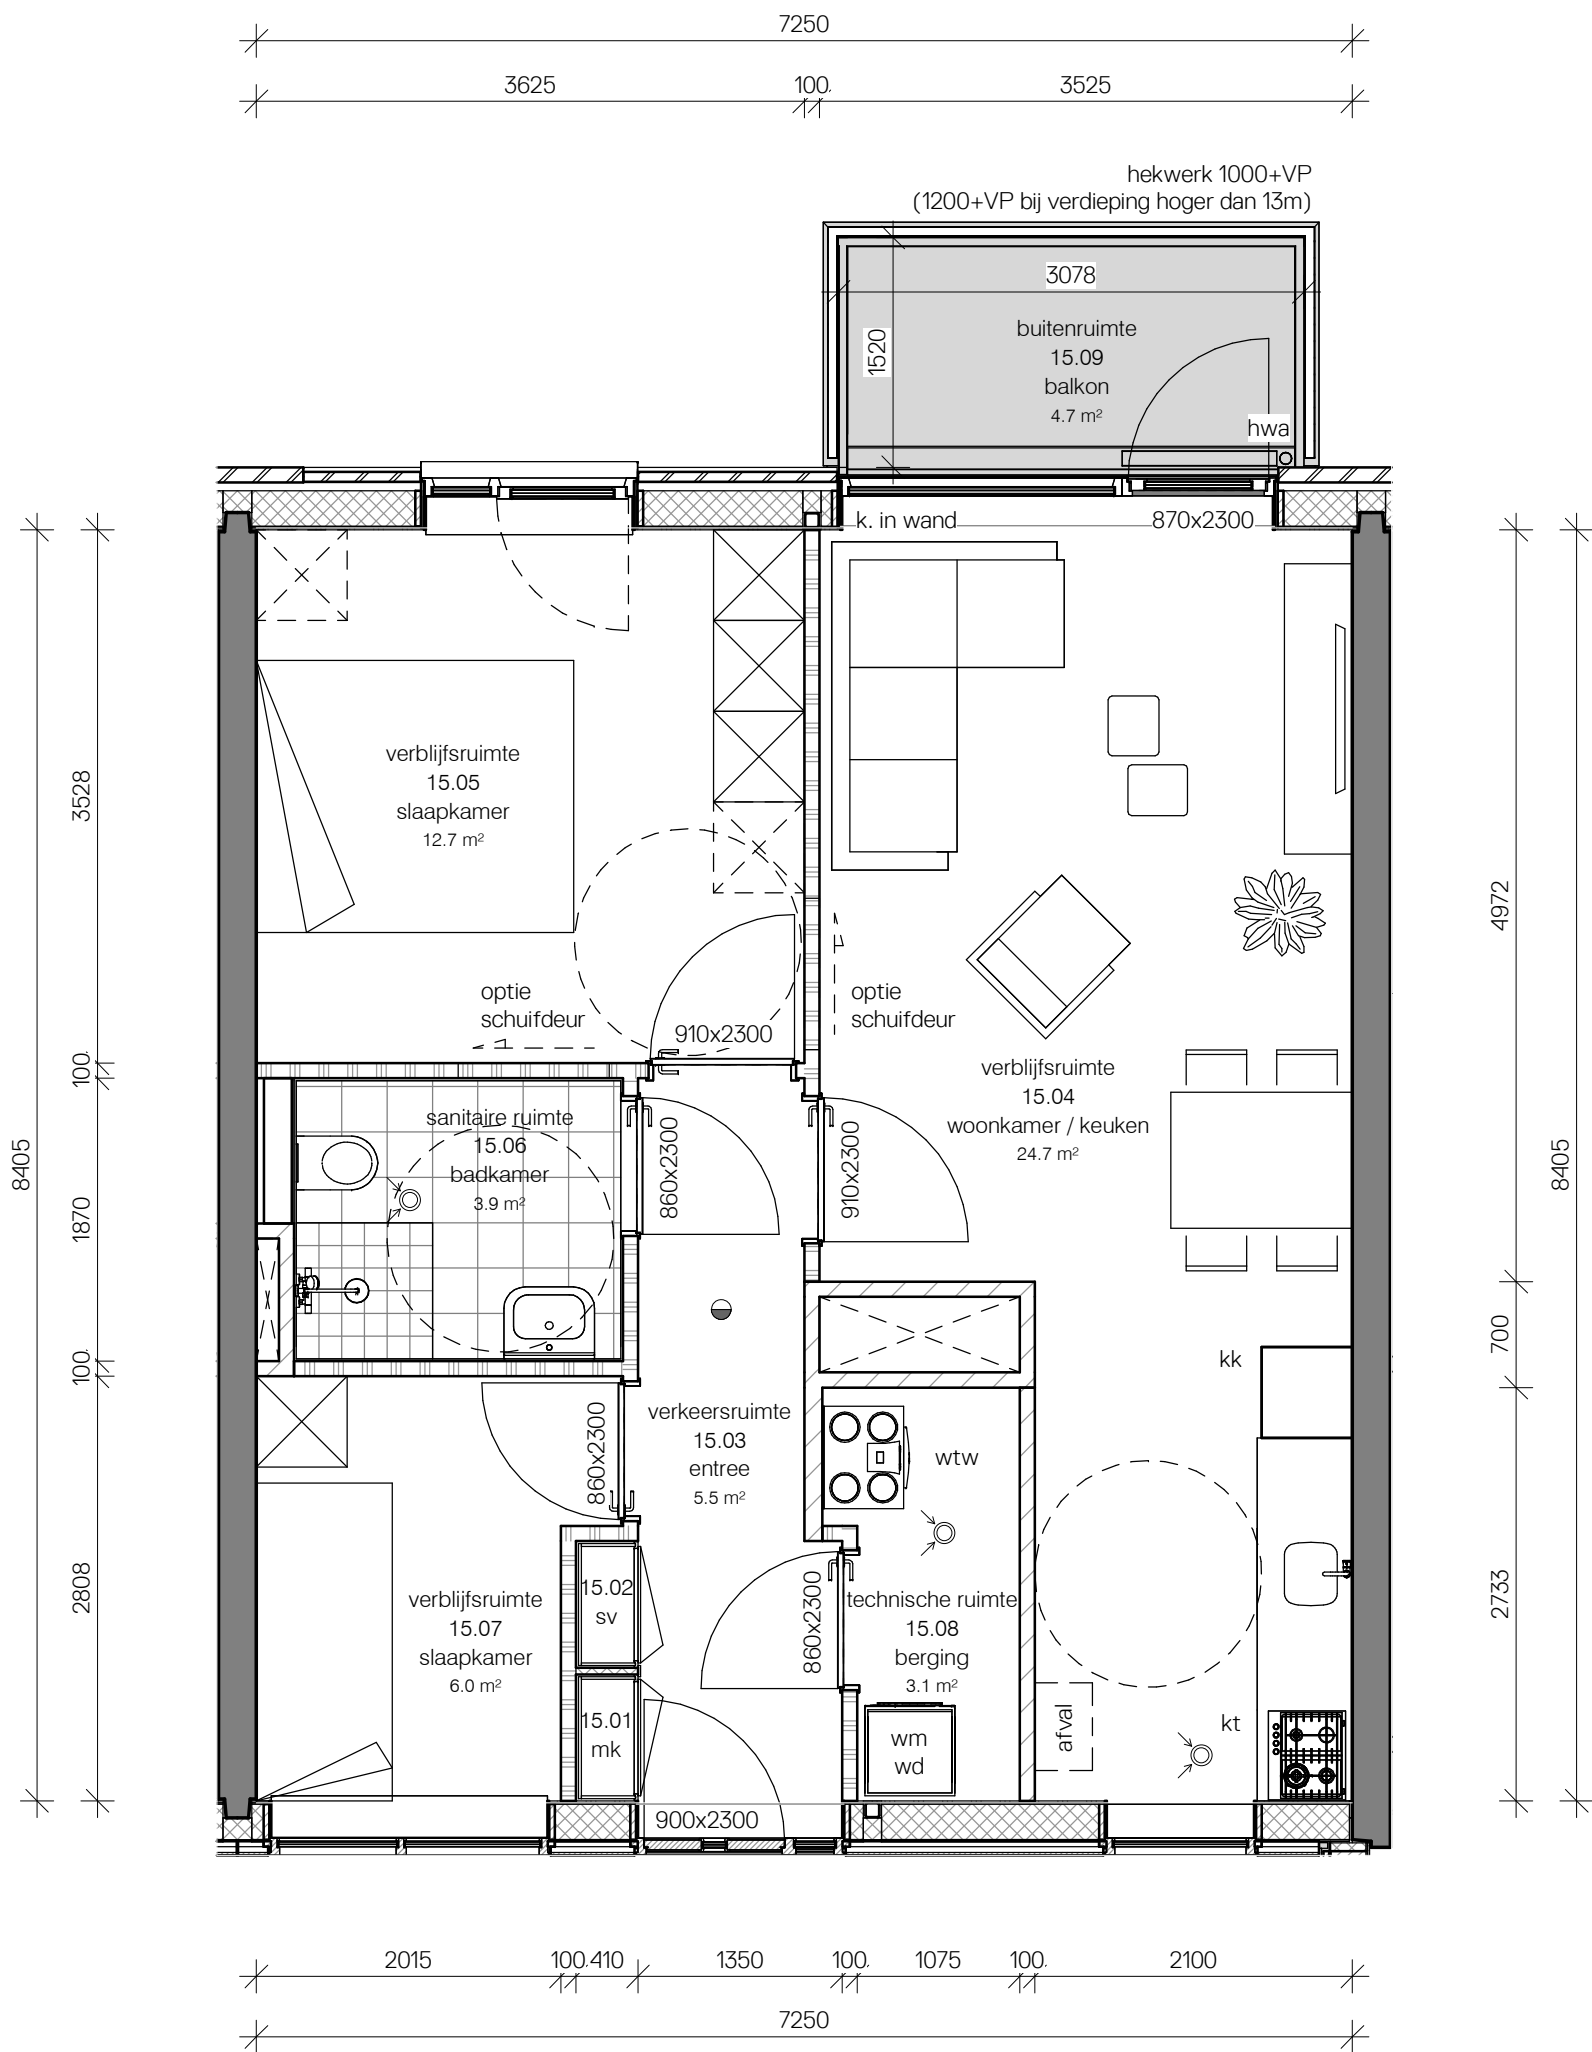 7250
3625
100
3525
hekwerk 1000+VP
(1200+VP bij verdieping hoger dan 13m)
3078
1520
buitenruimte
15.09
balkon
4.7 m²
hwa
k. in wand
870x2300
verblijfsruimte
15.05
slaapkamer
12.7 m²
optie
schuifdeur
910x2300
optie
schuifdeur
verblijfsruimte
15.04
woonkamer / keuken
24.7 m²
sanitaire ruimte
15.06
badkamer
3.9 m²
860x2300
910x2300
kk
verkeersruimte
15.03
entree
5.5 m²
860x2300
wtw
verblijfsruimte
15.07
slaapkamer
6.0 m²
15.02
sv
15.01
mk
860x2300
technische ruimte
15.08
berging
3.1 m²
wm
wd
afval
kt
900x2300
8405
3528
100
1870
100
2808
4972
700
2733
8405
2015
100
410
1350
100
1075
100
2100
7250